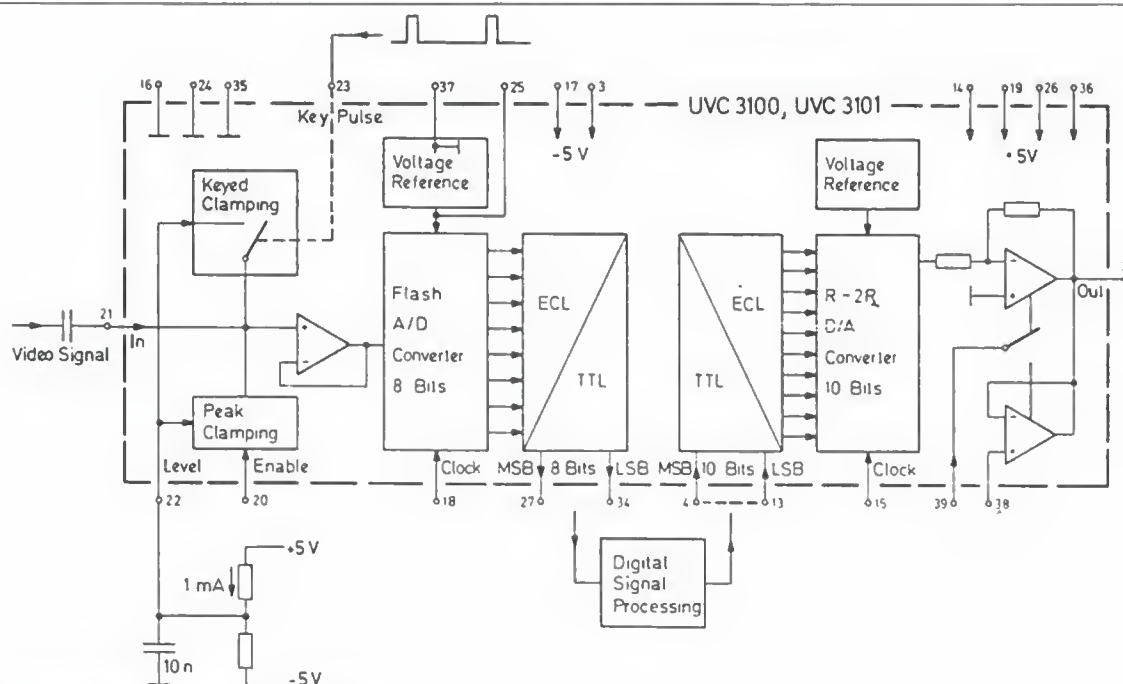 16 24 35 23 37 25 17 3 UVC 3100, UVC 3101 14 19 26 36
Key Pulse
-5 V
+5V
Keyed
Clamping
Voltage
Reference
Voltage
Reference
21
In
Video Signal
Flash
A/D
Converter
8 Bits
ECL
TTL
ECL
TTL
R-2R
D/A
Converter
10 Bits
Out
Peak
Clamping
Level
Enable
Clock
MSB 8 Bits LSB
MSB 10 Bits LSB
Clock
22 20 18 27 34 4 13 15 39 38
Digital
Signal
Processing
+5 V
1 mA
10 n
-5 V